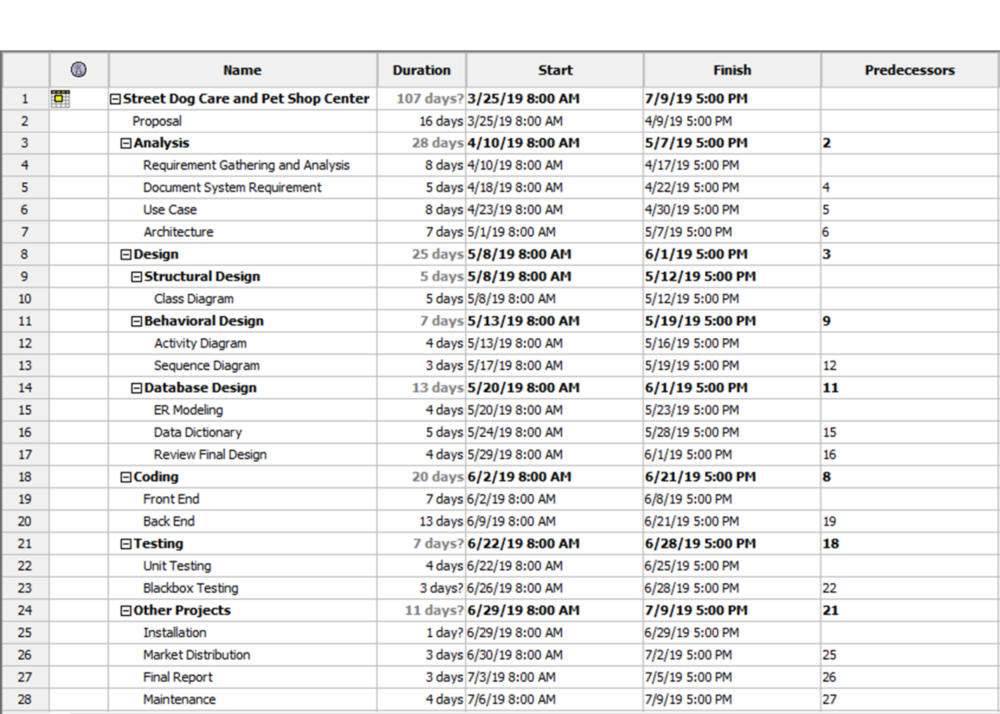 Name Duration Start Finish Predecessors
1 Street Dog Care and Pet Shop Center 107 days? 3/25/19 8:00 AM 7/9/19 5:00 PM
2 Proposal 16 days 3/25/19 8:00 AM 4/9/19 5:00 PM
3 Analysis 28 days 4/10/19 8:00 AM 5/7/19 5:00 PM 2
4 Requirement Gathering and Analysis 8 days 4/10/19 8:00 AM 4/17/19 5:00 PM
5 Document System Requirement 5 days 4/18/19 8:00 AM 4/22/19 5:00 PM 4
6 Use Case 8 days 4/23/19 8:00 AM 4/30/19 5:00 PM 5
7 Architecture 7 days 5/1/19 8:00 AM 5/7/19 5:00 PM 6
8 Design 25 days 5/8/19 8:00 AM 6/1/19 5:00 PM 3
9 Structural Design 5 days 5/8/19 8:00 AM 5/12/19 5:00 PM
10 Class Diagram 5 days 5/8/19 8:00 AM 5/12/19 5:00 PM
11 Behavioral Design 7 days 5/13/19 8:00 AM 5/19/19 5:00 PM 9
12 Activity Diagram 4 days 5/13/19 8:00 AM 5/16/19 5:00 PM
13 Sequence Diagram 3 days 5/17/19 8:00 AM 5/19/19 5:00 PM 12
14 Database Design 13 days 5/20/19 8:00 AM 6/1/19 5:00 PM 11
15 ER Modeling 4 days 5/20/19 8:00 AM 5/23/19 5:00 PM
16 Data Dictionary 5 days 5/24/19 8:00 AM 5/28/19 5:00 PM 15
17 Review Final Design 4 days 5/29/19 8:00 AM 6/1/19 5:00 PM 16
18 Coding 20 days 6/2/19 8:00 AM 6/21/19 5:00 PM 8
19 Front End 7 days 6/2/19 8:00 AM 6/8/19 5:00 PM
20 Back End 13 days 6/9/19 8:00 AM 6/21/19 5:00 PM 19
21 Testing 7 days? 6/22/19 8:00 AM 6/28/19 5:00 PM 18
22 Unit Testing 4 days 6/22/19 8:00 AM 6/25/19 5:00 PM
23 Blackbox Testing 3 days? 6/26/19 8:00 AM 6/28/19 5:00 PM 22
24 Other Projects 11 days? 6/29/19 8:00 AM 7/9/19 5:00 PM 21
25 Installation 1 day? 6/29/19 8:00 AM 6/29/19 5:00 PM
26 Market Distribution 3 days 6/30/19 8:00 AM 7/2/19 5:00 PM 25
27 Final Report 3 days 7/3/19 8:00 AM 7/5/19 5:00 PM 26
28 Maintenance 4 days 7/6/19 8:00 AM 7/9/19 5:00 PM 27